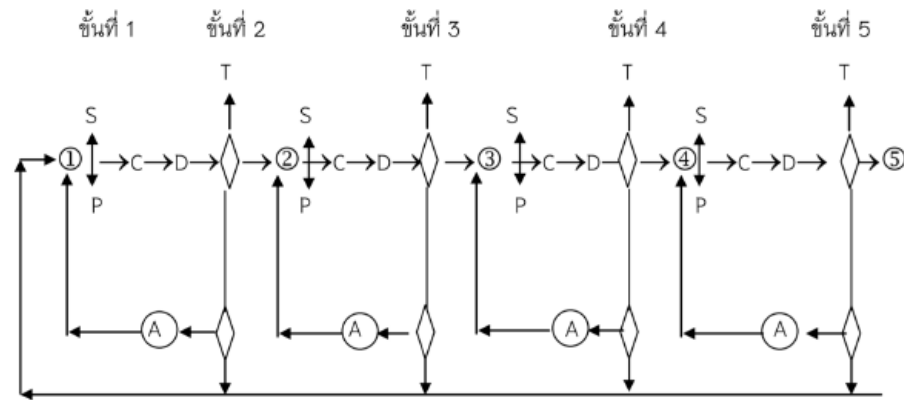 ขั้นที่ 1 ขั้นที่ 2 ขั้นที่ 3 ขั้นที่ 4 ขั้นที่ 5
T T T T
S S S S
① C D ② C D ③ C D ④ C D ⑤
P P P P
A A A A